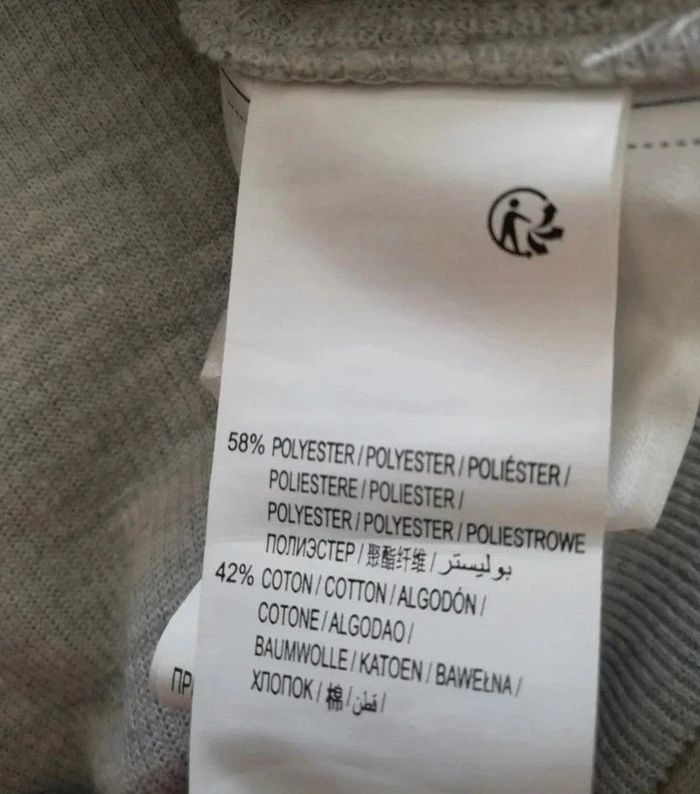 58% POLYESTER / POLYESTER / POLIÉSTER /
POLIESTERE / POLIESTER /
POLYESTER / POLYESTER / POLIESTROWE
ПОЛИЭСТЕР / 聚酯纤维 / بوليستر
42% COTON / COTTON / ALGODÓN /
COTONE / ALGODAO /
BAUMWOLLE / KATOEN / BAWEŁNA /
ХЛОПОК / 棉 / قطن /
ПР